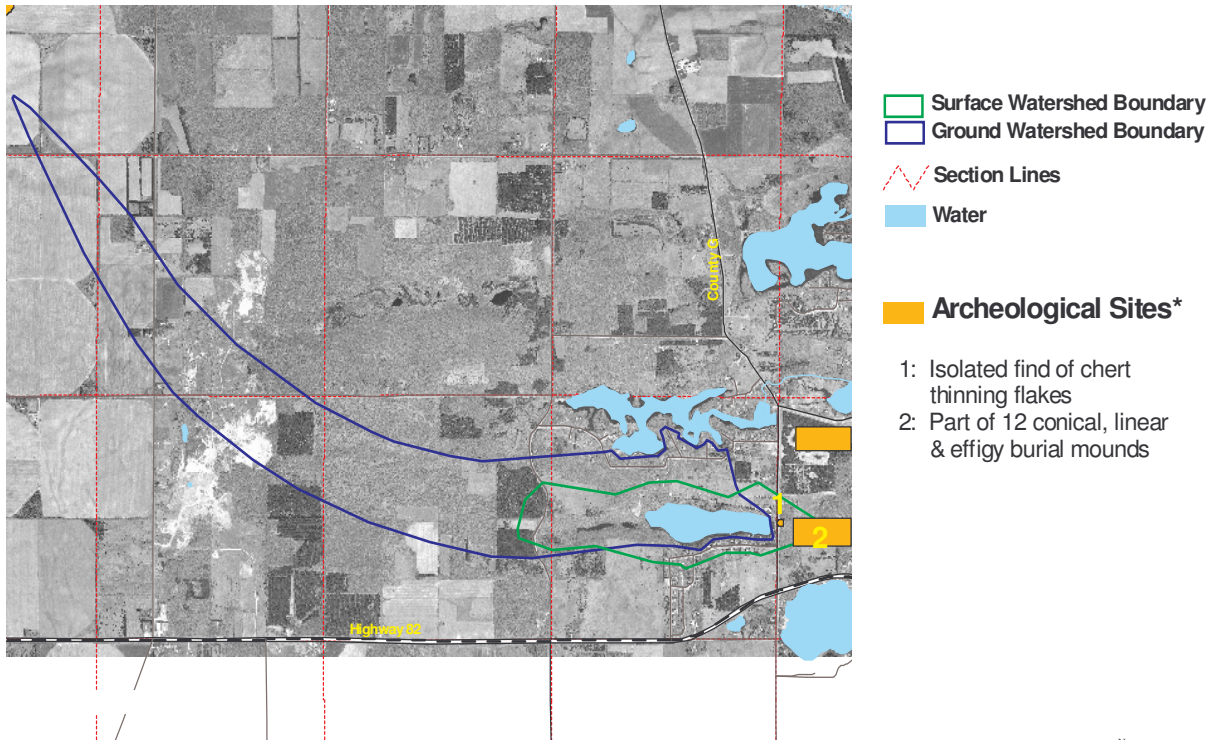 Surface Watershed Boundary
Ground Watershed Boundary
Section Lines
Water
Archeological Sites*
1: Isolated find of chert
thinning flakes
2: Part of 12 conical, linear
& effigy burial mounds
County G
1
2
Highway 82